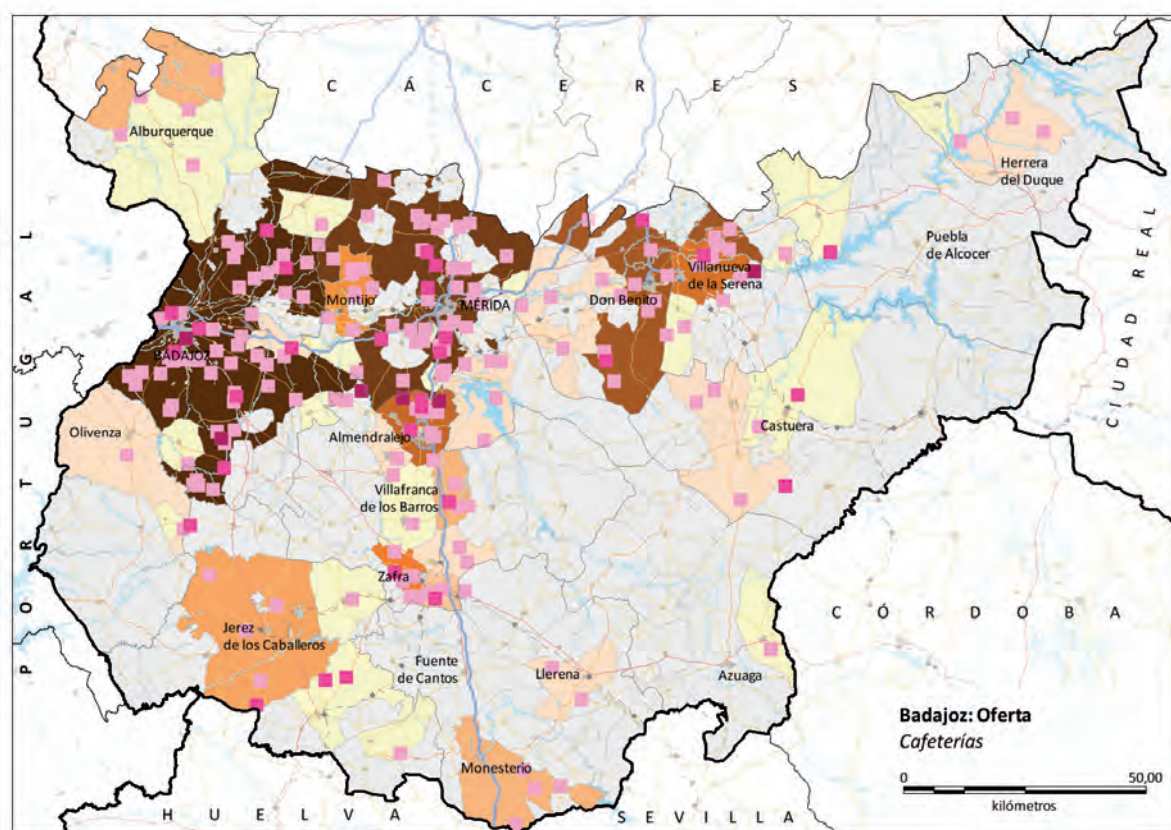 C Á C E R E S
Alburquerque
Herrera
del Duque
Puebla
de Alcocer
Villanueva
de la Serena
Don Benito
Montijo
MÉRIDA
BADAJOZ
P O R T U G A L
CIUDAD REAL
Olivenza
Almendralejo
Castuera
Villafranca
de los Barros
Zafra
Jerez
de los Caballeros
Fuente
de Cantos
Llerena
Azuaga
C Ó R D O B A
Monesterio
H U E L V A
S E V I L L A
Badajoz: Oferta
Cafeterías
0 50,00
kilómetros